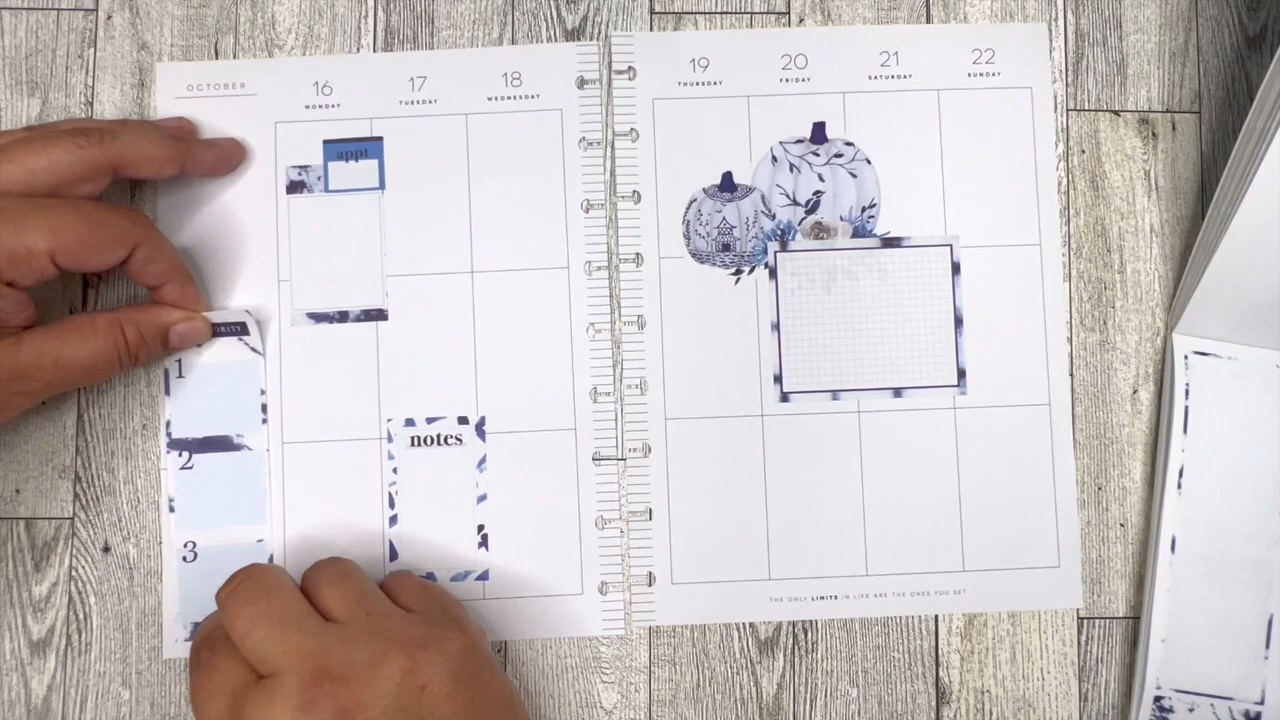 OCTOBER
16
MONDAY
17
TUESDAY
18
WEDNESDAY
19
THURSDAY
20
FRIDAY
21
SATURDAY
22
SUNDAY
appt
ORITY
1
2
3
notes
THE ONLY LIMITS IN LIFE ARE THE ONES YOU SET